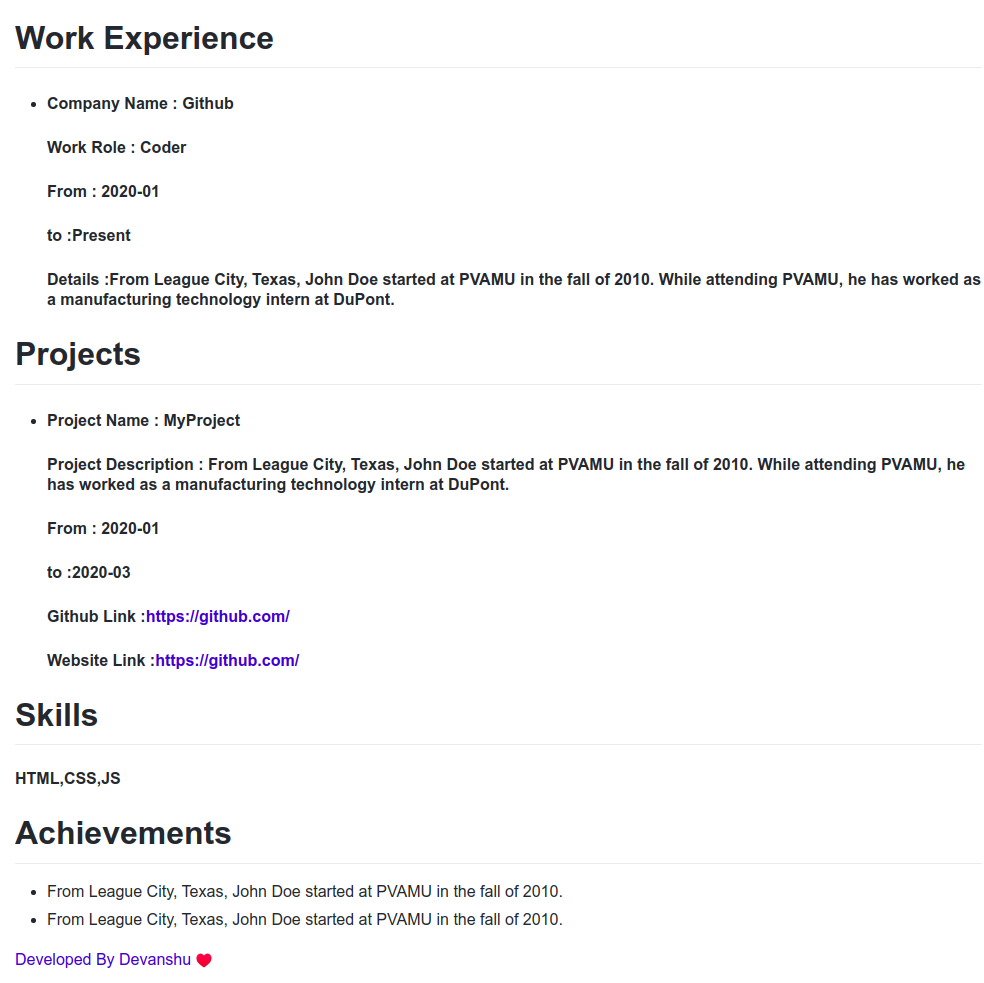 Work Experience
Company Name : Github
Work Role : Coder
From : 2020-01
to :Present
Details :From League City, Texas, John Doe started at PVAMU in the fall of 2010. While attending PVAMU, he has worked as
a manufacturing technology intern at DuPont.
Projects
Project Name : MyProject
Project Description : From League City, Texas, John Doe started at PVAMU in the fall of 2010. While attending PVAMU, he
has worked as a manufacturing technology intern at DuPont.
From : 2020-01
to :2020-03
Github Link :https://github.com/
Website Link :https://github.com/
Skills
HTML,CSS,JS
Achievements
From League City, Texas, John Doe started at PVAMU in the fall of 2010.
From League City, Texas, John Doe started at PVAMU in the fall of 2010.
Developed By Devanshu ❤️